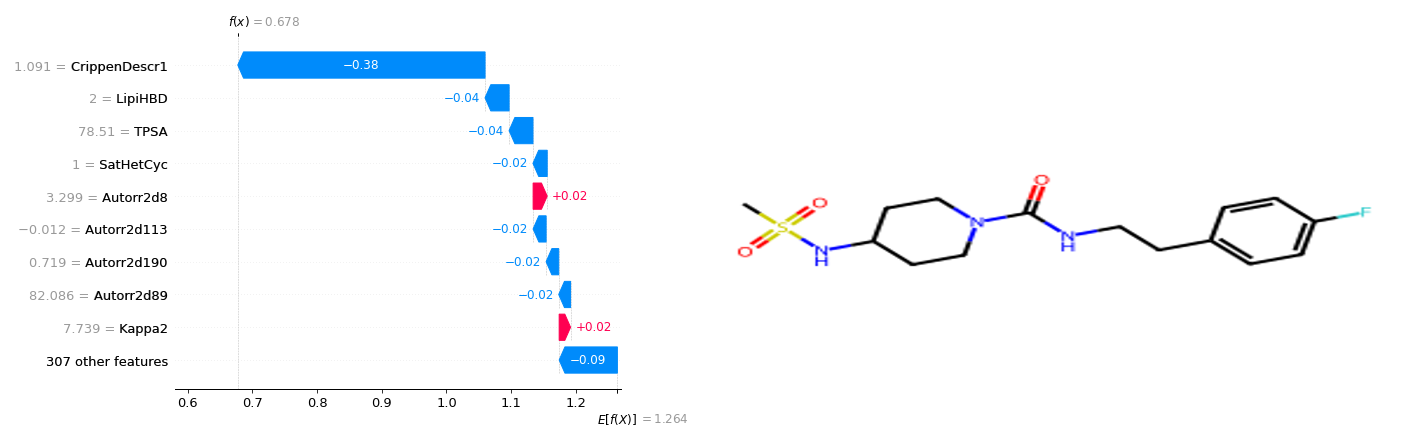 f(x) = 0.678
1.091 = CrippenDescr1
−0.38
2 = LipiHBD
−0.04
78.51 = TPSA
−0.04
1 = SatHetCyc
−0.02
3.299 = Autorr2d8
+0.02
−0.012 = Autorr2d113
−0.02
0.719 = Autorr2d190
−0.02
82.086 = Autorr2d89
−0.02
7.739 = Kappa2
+0.02
307 other features
−0.09
0.6 0.7 0.8 0.9 1.0 1.1 1.2
E[f(X)] = 1.264
O
O
S
O
N
H
N
N
H
F